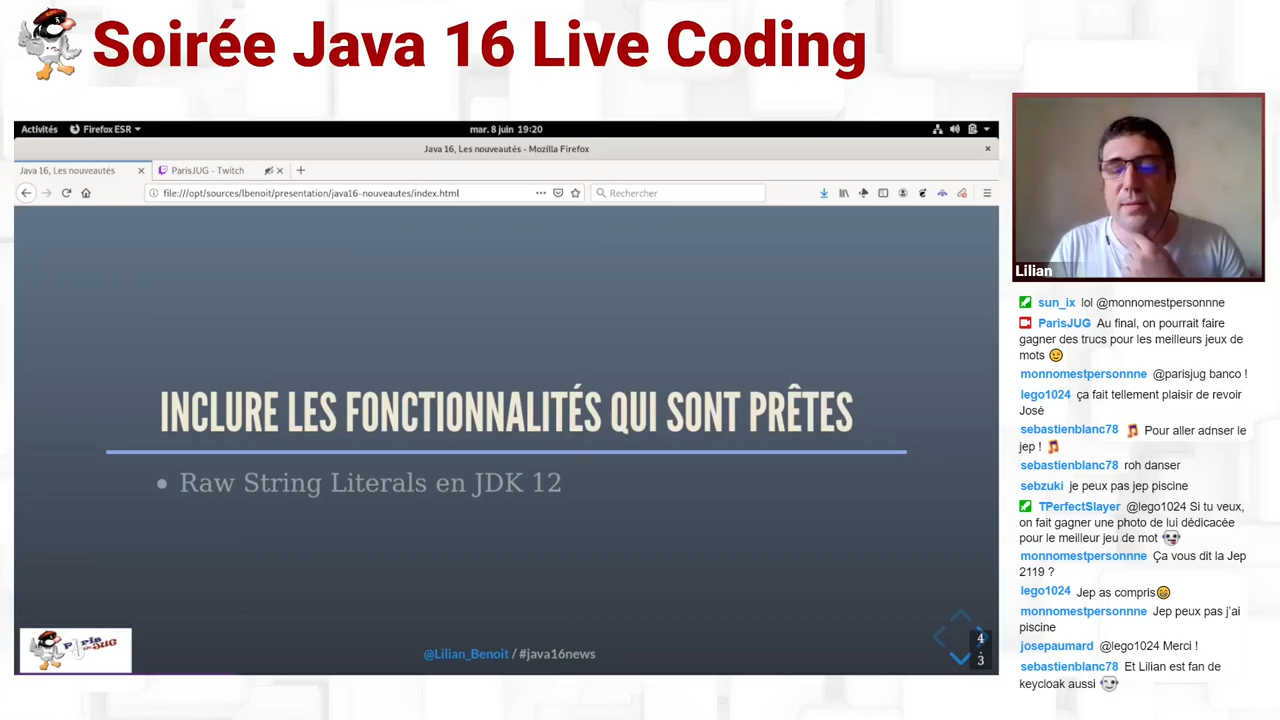 Soirée Java 16 Live Coding
Activités Firefox ESR mar. 8 juin 19:20
Java 16, Les nouveautés - Mozilla Firefox
Java 16, Les nouveautés ParisJUG - Twitch
file:///opt/sources/lbenoit/presentation/java16-nouveautes/index.html Rechercher
INCLURE LES FONCTIONNALITÉS QUI SONT PRÊTES
• Raw String Literals en JDK 12
Paris JUG
@Lilian_Benoit / #java16news
4
3
Lilian
sun_ix lol @monnomestpersonnne
ParisJUG Au final, on pourrait faire
gagner des trucs pour les meilleurs jeux de
mots
monnomestpersonnne @parisjug banco !
lego1024 ça fait tellement plaisir de revoir
José
sebastienblanc78 Pour aller adnser le
jep !
sebastienblanc78 roh danser
sebzuki je peux pas jep piscine
TPerfectSlayer @lego1024 Si tu veux,
on fait gagner une photo de lui dédicacée
pour le meilleur jeu de mot
monnomestpersonnne Ça vous dit la Jep
2119 ?
lego1024 Jep as compris
monnomestpersonnne Jep peux pas j'ai
piscine
josepaumard @lego1024 Merci !
sebastienblanc78 Et Lilian est fan de
keycloak aussi